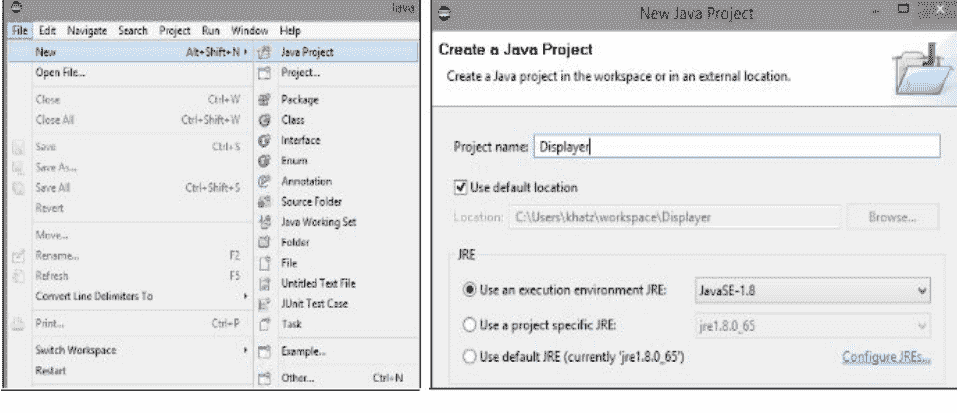 Java
File Edit Navigate Search Project Run Window Help
New Alt+Shift+N
Open File...
Close Ctrl+W
Close All Ctrl+Shift+W
Save Ctrl+S
Save As...
Save All Ctrl+Shift+S
Revert
Move...
Rename... F2
Refresh F5
Convert Line Delimiters To
Print... Ctrl+P
Switch Workspace
Restart
Java Project
Project...
Package
Class
Interface
Enum
Annotation
Source Folder
Java Working Set
Folder
File
Untitled Text File
JUnit Test Case
Task
Example...
Other... Ctrl+N
New Java Project
Create a Java Project
Create a Java project in the workspace or in an external location.
Project name: Displayer
Use default location
Location: C:\Users\khatz\workspace\Displayer Browse...
JRE
Use an execution environment JRE: JavaSE-1.8
Use a project specific JRE: jre1.8.0_65
Use default JRE (currently 'jre1.8.0_65') Configure JREs...